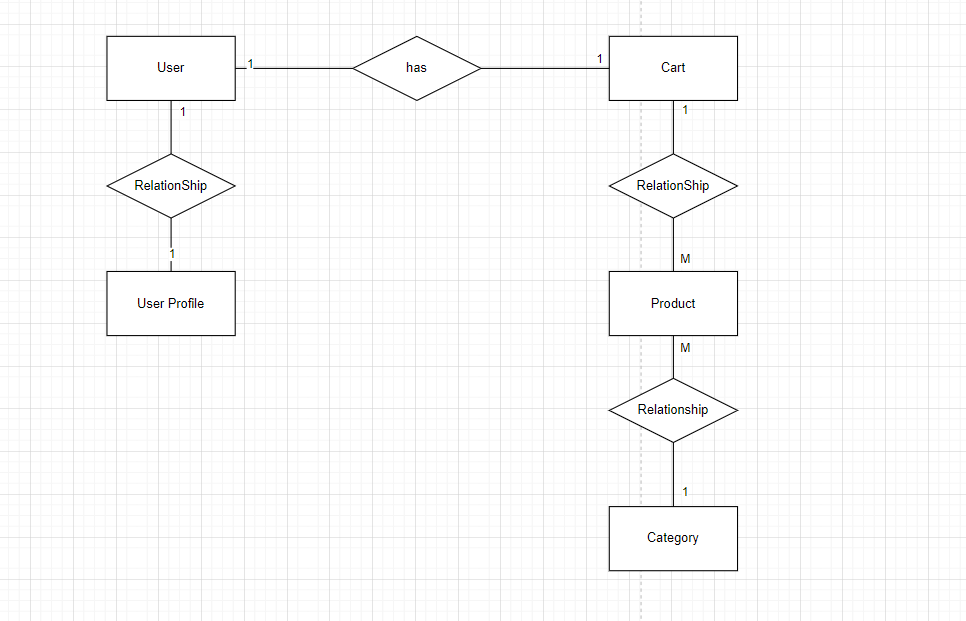 User
1
has
1
Cart
1
1
RelationShip
RelationShip
1
M
User Profile
Product
M
Relationship
1
Category